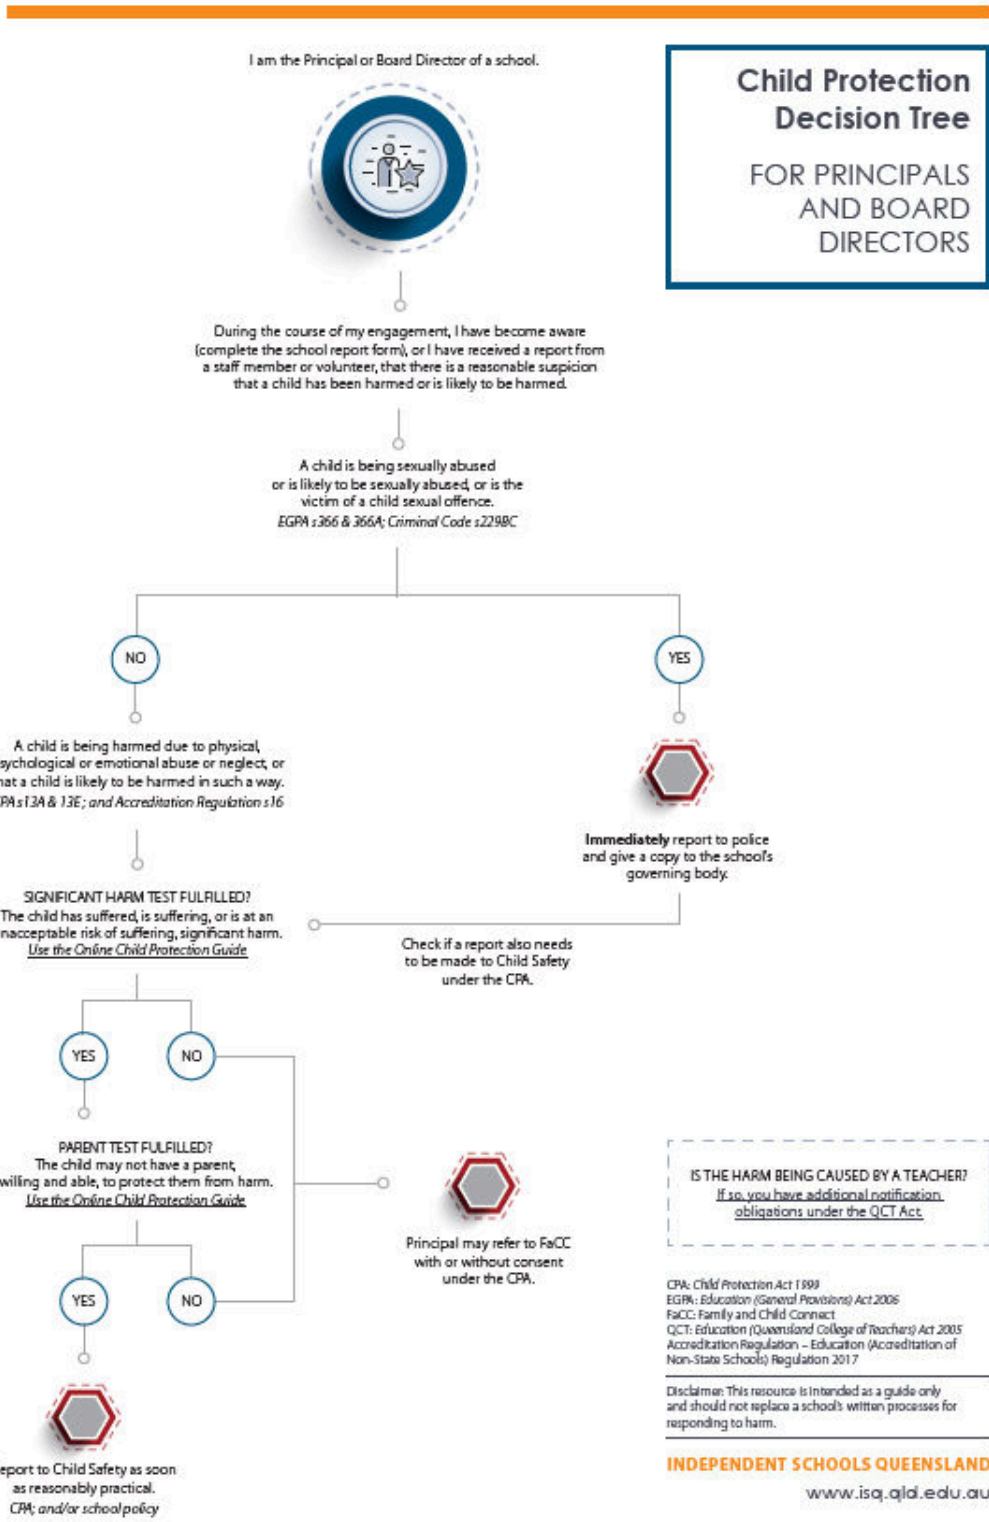 I am the Principal or Board Director of a school.
Child Protection
Decision Tree
FOR PRINCIPALS
AND BOARD
DIRECTORS
During the course of my engagement, I have become aware
(complete the school report form), or I have received a report from
a staff member or volunteer, that there is a reasonable suspicion
that a child has been harmed or is likely to be harmed.
A child is being sexually abused
or is likely to be sexually abused, or is the
victim of a child sexual offence.
EGPA s366 & 366A; Criminal Code s229BC
NO
YES
A child is being harmed due to physical,
sychological or emotional abuse or neglect, or
hat a child is likely to be harmed in such a way.
PA s13A & 13E; and Accreditation Regulation s16
Immediately report to police
and give a copy to the school's
governing body.
SIGNIFICANT HARM TEST FULFILLED?
The child has suffered, is suffering, or is at an
nacceptable risk of suffering, significant harm.
Use the Online Child Protection Guide
Check if a report also needs
to be made to Child Safety
under the CPA.
YES
NO
PARENT TEST FULFILLED?
The child may not have a parent,
willing and able, to protect them from harm.
Use the Online Child Protection Guide
Principal may refer to FaCC
with or without consent
under the CPA.
YES
NO
eport to Child Safety as soon
as reasonably practical.
CPA; and/or school policy
IS THE HARM BEING CAUSED BY A TEACHER?
If so, you have additional notification
obligations under the QCT Act.
CPA: Child Protection Act 1999
EGPA: Education (General Provisions) Act 2006
FaCC: Family and Child Connect
QCT: Education (Queensland College of Teachers) Act 2005
Accreditation Regulation – Education (Accreditation of
Non-State Schools) Regulation 2017
Disclaimer: This resource is intended as a guide only
and should not replace a school's written processes for
responding to harm.
INDEPENDENT SCHOOLS QUEENSLAND
www.isq.qld.edu.au